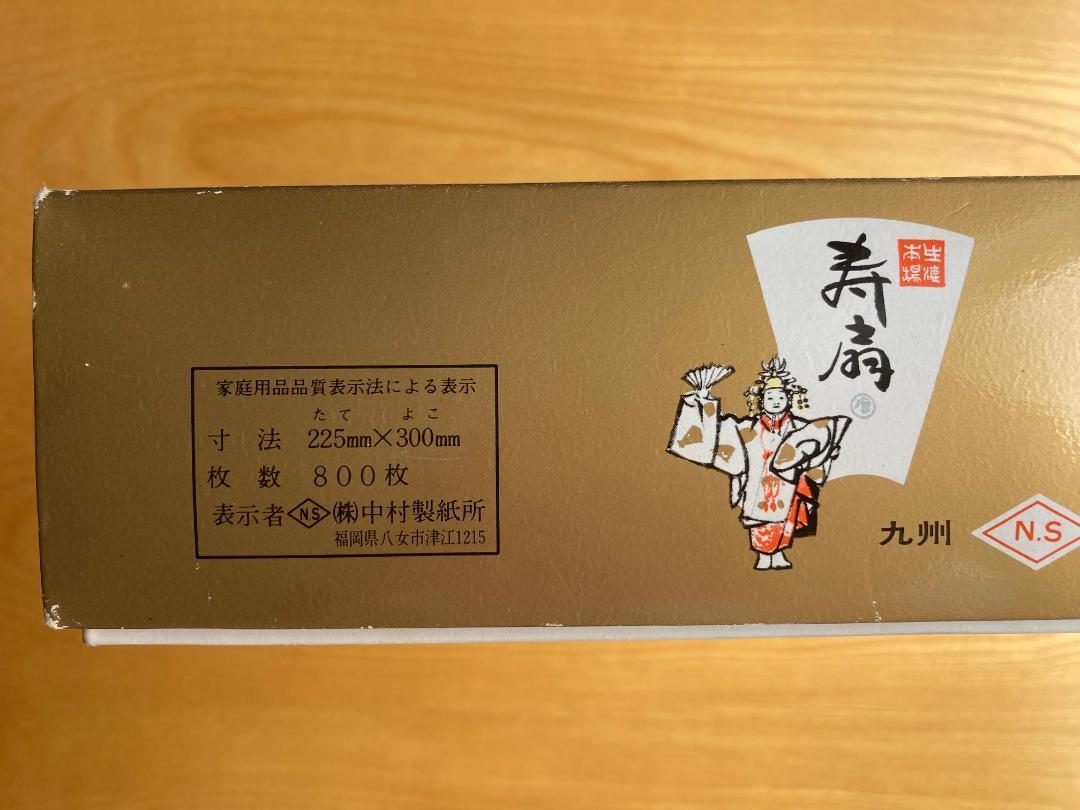 家庭用品品質表示法による表示
たて よこ
寸 法 225mm×300mm
枚 数 800枚
表示者 N S ㈱中村製紙所
福岡県八女市津江1215
寿扇
生漉
本場
九州 N.S